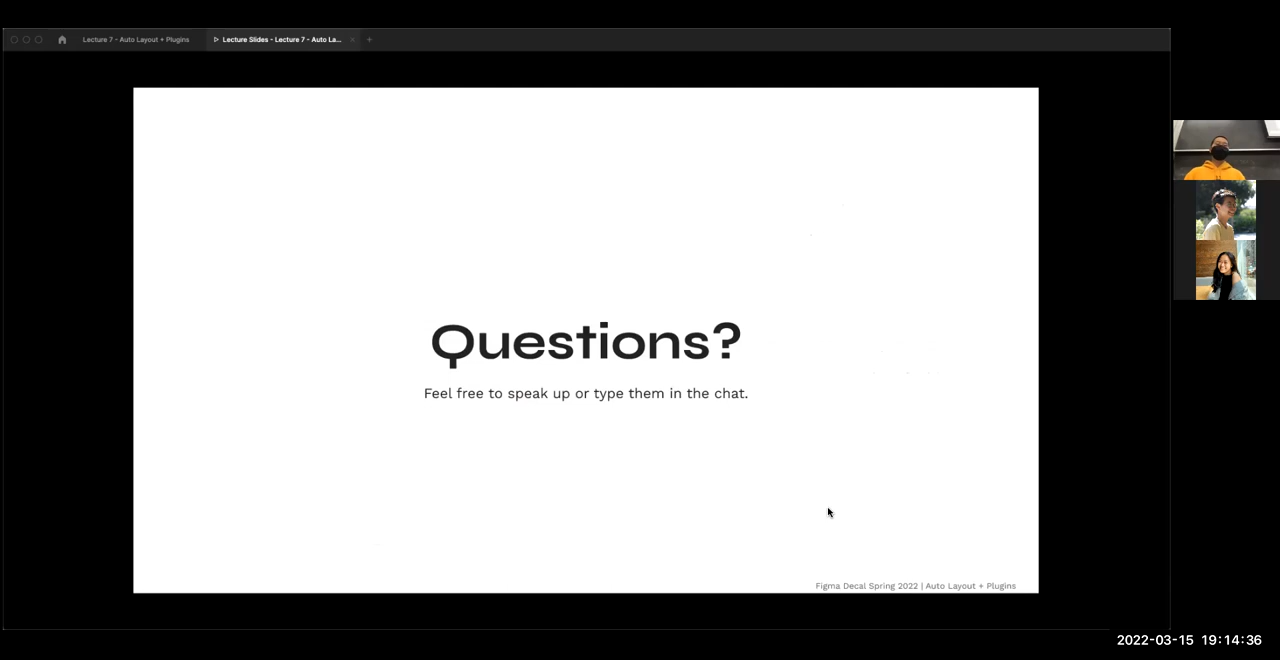 Lecture 7 - Auto Layout + Plugins
Lecture Slides - Lecture 7 - Auto La...
Questions?
Feel free to speak up or type them in the chat.
Figma Decal Spring 2022 | Auto Layout + Plugins
2022-03-15 19:14:36